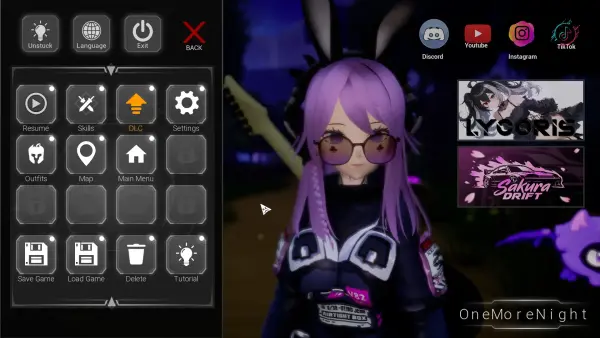 Unstuck
Language
Exit
BACK
Resume
Skills
DLC
Settings
Outfits
Map
Main Menu
Save Game
Load Game
Delete
Tutorial
Discord
Youtube
Instagram
TikTok
LYCORIS
Sakura
DRIFT
OneMoreNight